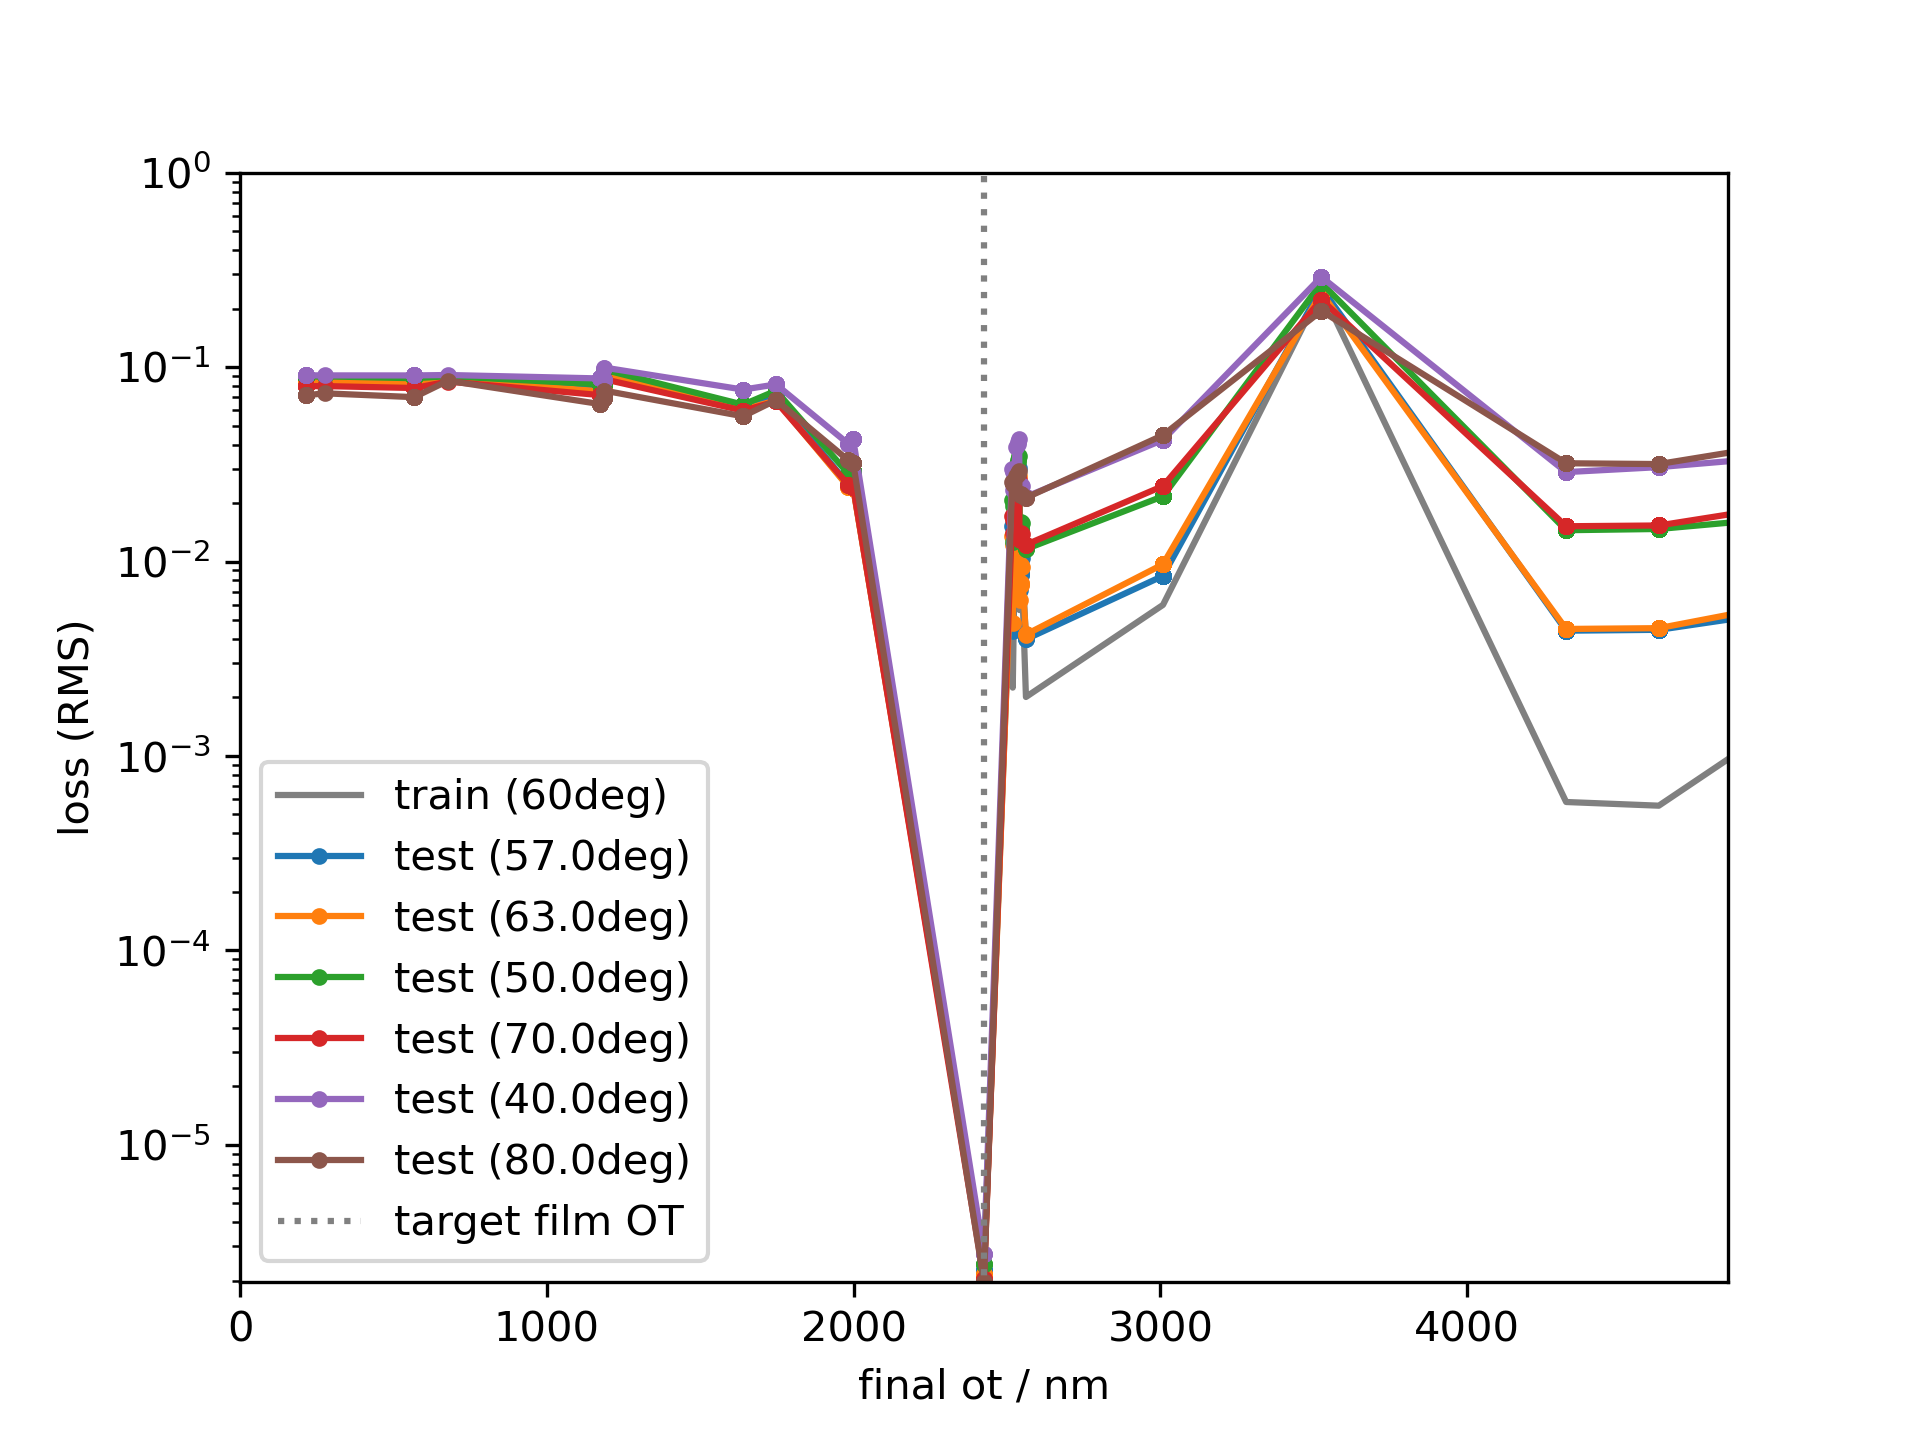 10^0
10^-1
10^-2
10^-3
10^-4
10^-5
loss (RMS)
train (60deg)
test (57.0deg)
test (63.0deg)
test (50.0deg)
test (70.0deg)
test (40.0deg)
test (80.0deg)
target film OT
0 1000 2000 3000 4000
final ot / nm